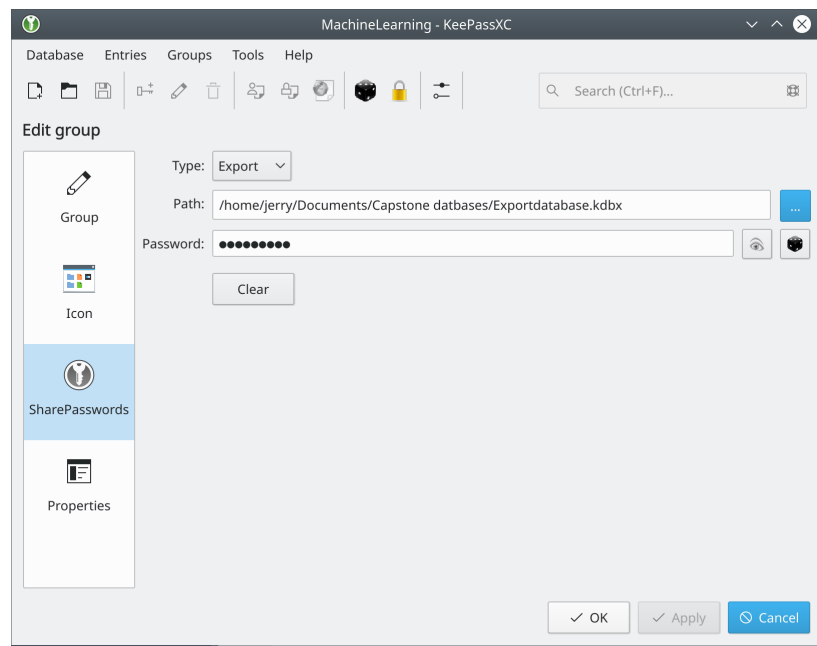 MachineLearning - KeePassXC
Database Entries Groups Tools Help
Search (Ctrl+F)...
Edit group
Group
Icon
SharePasswords
Properties
Type: Export
Path: /home/jerry/Documents/Capstone datbases/Exportdatabase.kdbx ...
Password: ●●●●●●●●●
Clear
OK Apply Cancel